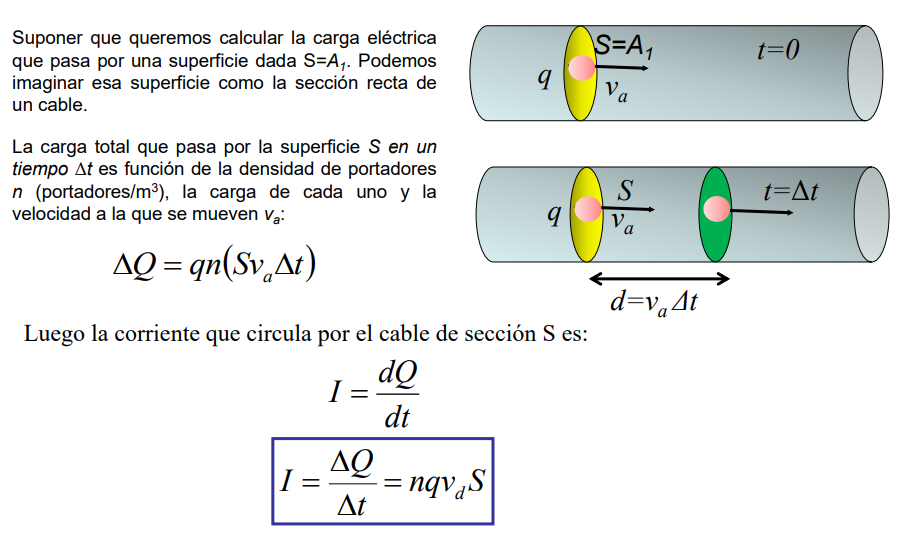 Suponer que queremos calcular la carga eléctrica
que pasa por una superficie dada S=A₁. Podemos
imaginar esa superficie como la sección recta de
un cable.
La carga total que pasa por la superficie S en un
tiempo Δt es función de la densidad de portadores
n (portadores/m³), la carga de cada uno y la
velocidad a la que se mueven vₐ:
ΔQ = qn(SvₐΔt)
S=A₁
t=0
q
vₐ
S
t=Δt
q
vₐ
d=vₐ Δt
Luego la corriente que circula por el cable de sección S es:
I = dQ/dt
I = ΔQ/Δt = nqv_dS